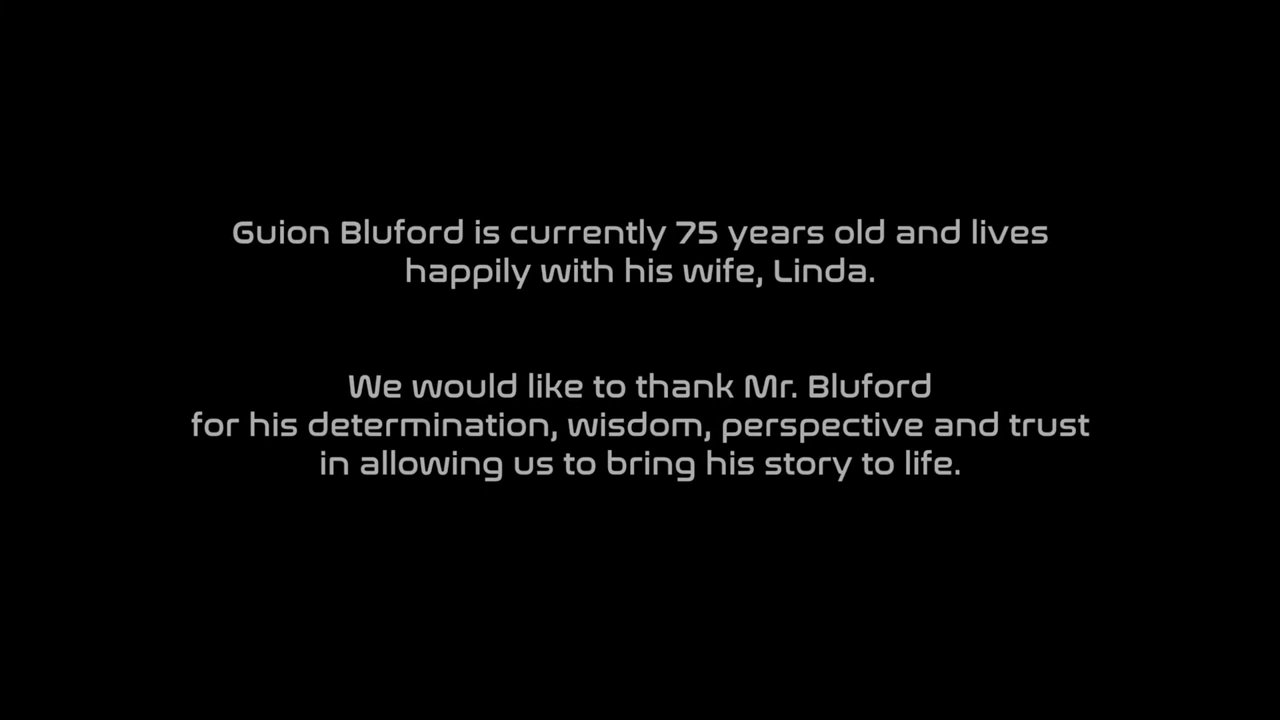 Guion Bluford is currently 75 years old and lives
happily with his wife, Linda.
We would like to thank Mr. Bluford
for his determination, wisdom, perspective and trust
in allowing us to bring his story to life.